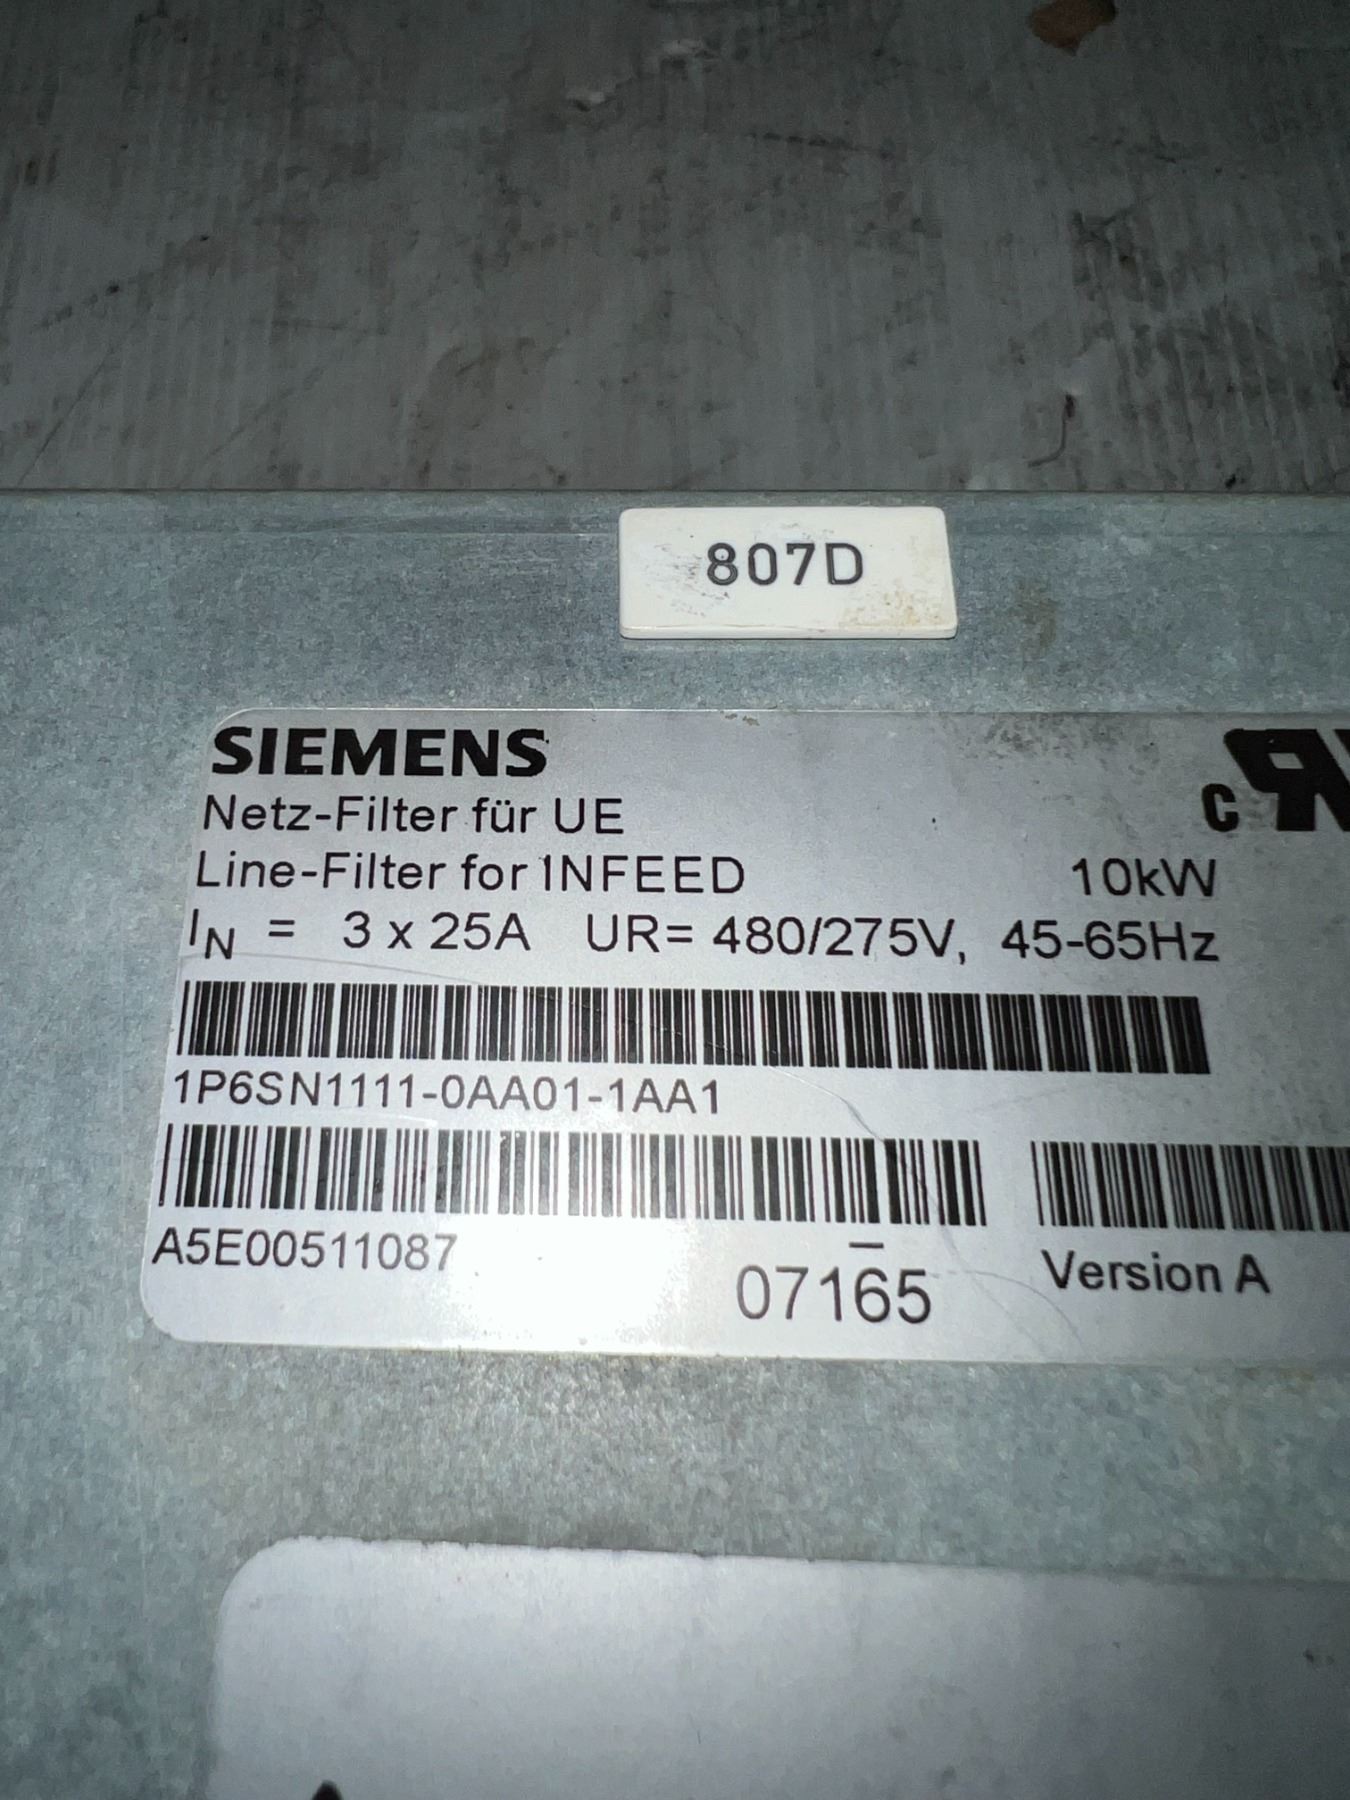 807D
SIEMENS
Netz-Filter für UE
Line-Filter for INFEED 10kW
IN = 3 x 25A UR= 480/275V, 45-65Hz
1P6SN1111-0AA01-1AA1
A5E00511087
07165 Version A